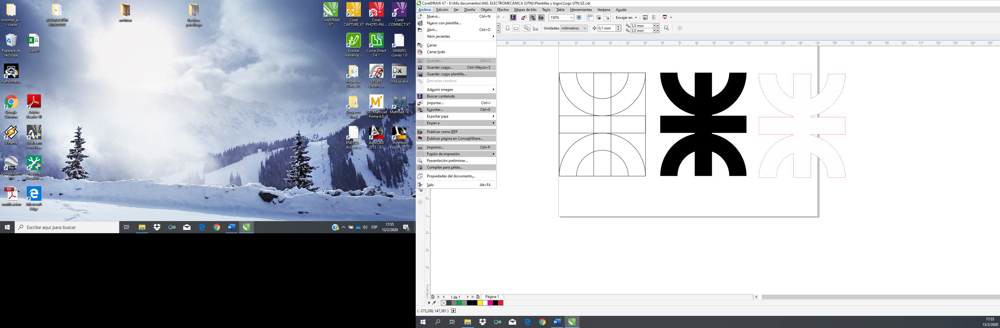 minimal_a...
- copia
REPARACIÓN
WINDOWS
archivar
Recibos
psicólogo
CorelDRAW
X7
Corel
CAPTURE X7
Corel
PHOTO-PAI...
Corel
CONNECT X7
Papelera de
reciclaje
Libro1
Ecodial
Advance ...
Curve Direct
3.4.1
SIMARIS
curves 1.0
Performan...
Redes de
Dist. e IE
EPLAN
Electric ...
DIALux evo
Google
Chrome
Adobe
Reader XI
Proyecto
final
PTC Mathcad
Prime 4.0
Mathcad 14
Winamp
Bitstream
Font Na...
ENERSA -
Acceso ...
AutoCAD
2013 - E...
Inventor
Fusion 2013
Google Earth
Pro
Resume
TweakBit ...
zonificacion
Microsoft
Edge
Escribe aquí para buscar
ESP
17:35
13/2/2020
3
CorelDRAW X7 - E:\Mis documentos\ING. ELECTROMECÁNICA (UTN)\Plantillas y logos\Logo UTN SZ.cdr
Archivo Edición Ver Diseño Objeto Efectos Mapas de bits Texto Tabla Herramientas Ventana Ayuda
150%
Encajar en
Unidades: milímetros
0,1 mm
5,0 mm
5,0 mm
Nuevo... Ctrl+N
Nuevo con plantilla...
Abrir... Ctrl+O
Abrir recientes
Cerrar
Cerrar todo
Guardar... Ctrl+S
Guardar como... Ctrl+Mayús+S
Guardar como plantilla...
Descartar cambios
Adquirir imagen
Buscar contenido
Importar... Ctrl+I
Exportar... Ctrl+E
Exportar para
Enviar a
Publicar como PDF
Publicar página en ConceptShare...
Imprimir... Ctrl+P
Fusión de impresión
Presentación preliminar...
Compilar para salida...
Propiedades del documento...
Salir Alt+F4
30 20 10 0 10 20 30 40 50 60 70 80 90 100 110 120 130 140 150 160 170 180 190 200 210 220 230 240 250
10
0
10
20
30
milímetros
1 de 1
Página 1
( -273,200; 147,381 )
17:35
13/2/2020